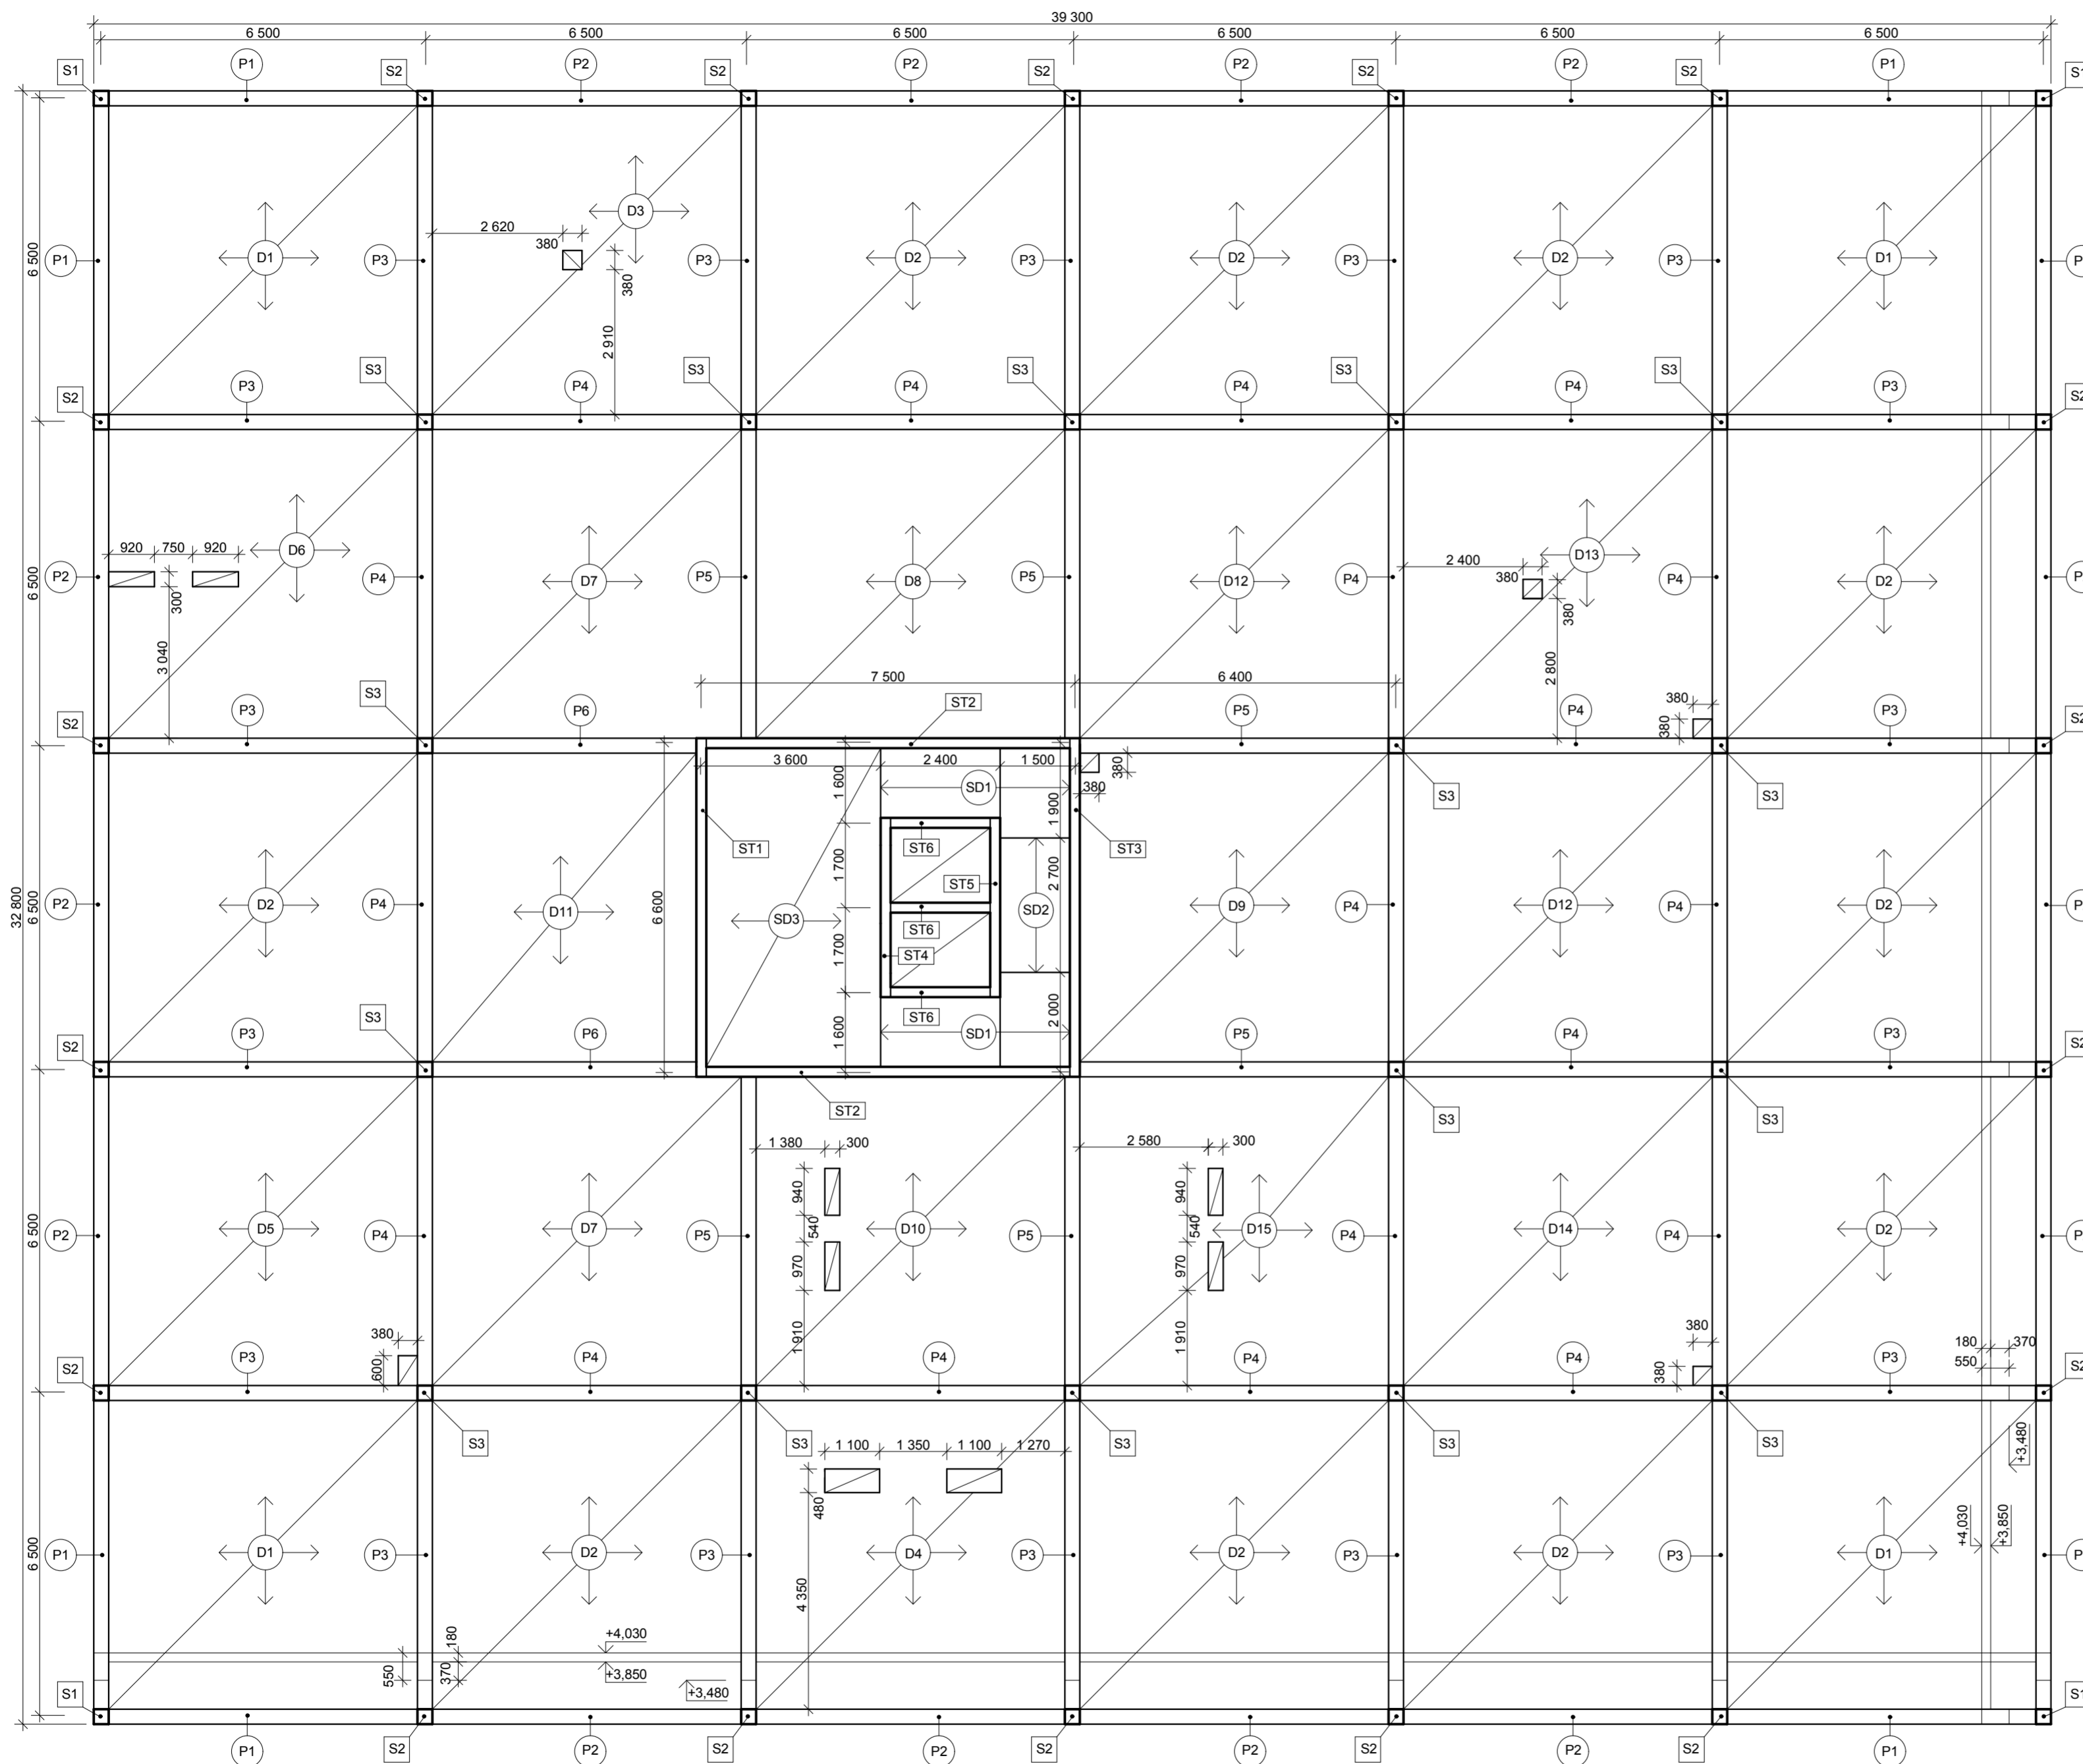 39 300
6 500 6 500 6 500 6 500 6 500 6 500
S1 P1 S2 P2 S2 P2 S2 P2 S2 P2 S2 P1 S1
6 500 P1 D1 P3 2 620 380 D3 380 2 910 P3 D2 P3 D2 P3 D2 P3 D1 P
S2 P3 S3 P4 S3 P4 S3 P4 S3 P4 S3 P3 S2
6 500 P2 920 750 920 300 3 040 D6 P4 D7 P5 D8 P5 D12 P4 2 400 380 D13 380 2 800 P4 D2 P
7 500 6 400
S2 P3 S3 P6 ST2 P5 P4 380 380 P3 S2
3 600 2 400 1 500 380 380
1 600 SD1 1 900 S3 S3
ST1 ST6 ST3
1 700 ST5 2 700
32 800 6 500 P2 D2 P4 D11 6 600 SD3 ST6 SD2 D9 P4 D12 P4 D2 P
1 700 ST4
ST6 2 000
1 600 SD1
S2 P3 S3 P6 P5 P4 P3 S2
ST2 S3 S3
1 380 300 2 580 300
940 540 970 1 910 940 540 970 1 910
6 500 P2 D5 P4 D7 P5 D10 P5 D15 P4 D14 P4 D2 P
380 600 380 380 180 370 550
S2 P3 P4 P4 P4 P4 P3 S2
S3 S3 S3 S3 S3
1 100 1 350 1 100 1 270
480 +3,480
4 350
+4,030 +3,850
6 500 P1 D1 P3 D2 P3 D4 P3 D2 P3 D2 P3 D1 P
180 +4,030
550 370 +3,850
+3,480
S1 S1
P1 S2 P2 S2 P2 S2 P2 S2 P2 S2 P1